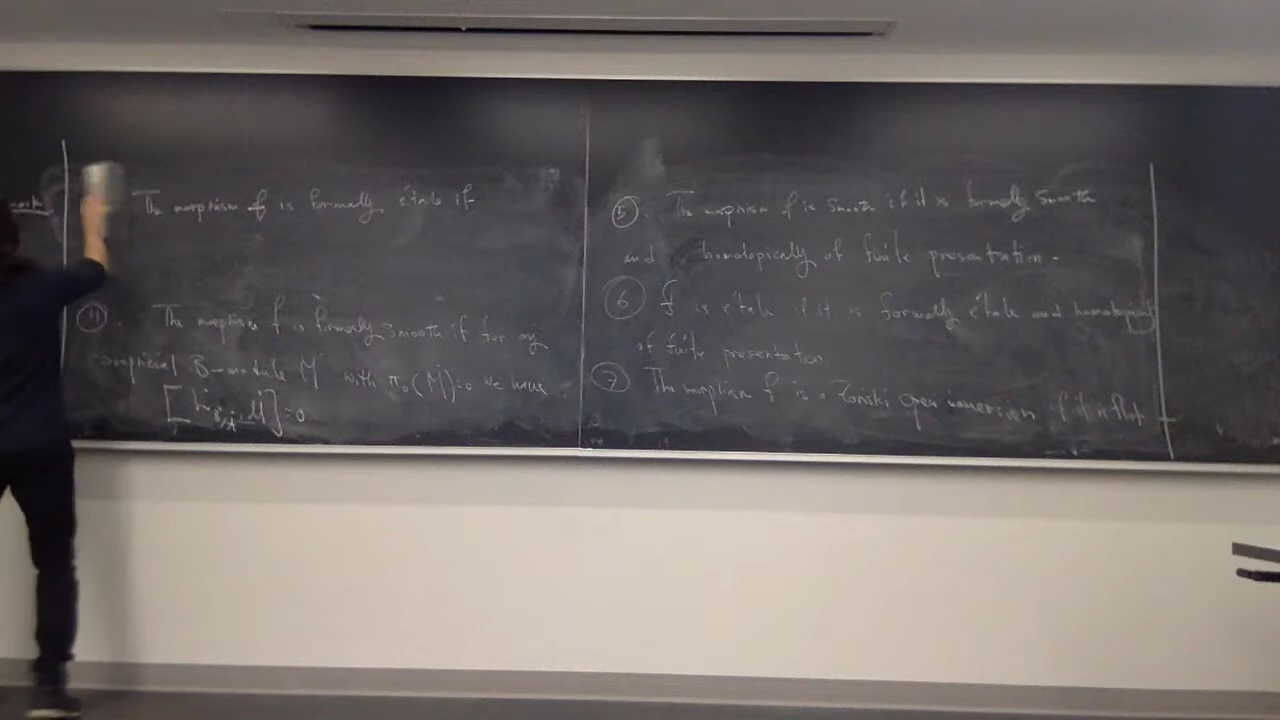 The morphism f is formally étale if
④. The morphism f is formally smooth if for any
simplicial B-module M with π₀(M)=0 we have
]=0
⑤. The morphism f is smooth if it is formally smooth
and homotopically of finite presentation.
⑥ f is étale if it is formally étale and
of finite presentation
⑦ The morphism f is a Zariski open immersion if it is flat